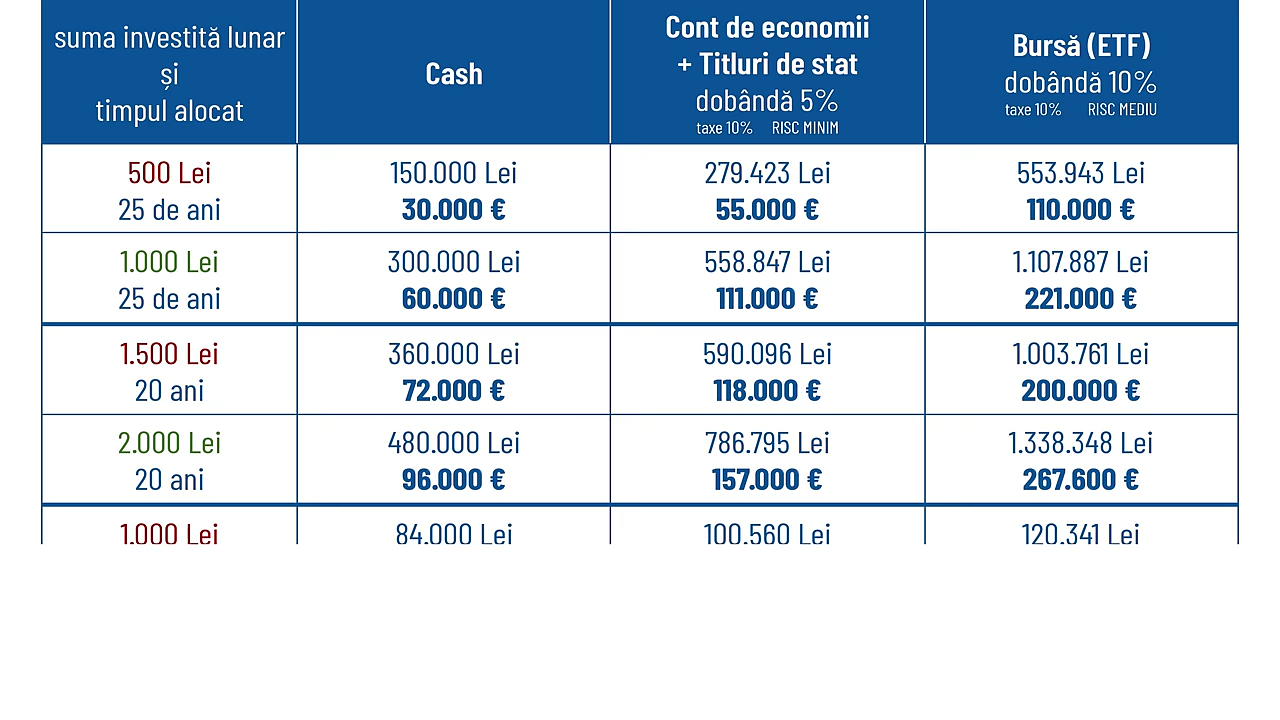 suma investită lunar
și
timpul alocat
Cash
Cont de economii
+ Titluri de stat
dobândă 5%
taxe 10% RISC MINIM
Bursă (ETF)
dobândă 10%
taxe 10% RISC MEDIU
500 Lei
25 de ani
150.000 Lei
30.000 €
279.423 Lei
55.000 €
553.943 Lei
110.000 €
1.000 Lei
25 de ani
300.000 Lei
60.000 €
558.847 Lei
111.000 €
1.107.887 Lei
221.000 €
1.500 Lei
20 ani
360.000 Lei
72.000 €
590.096 Lei
118.000 €
1.003.761 Lei
200.000 €
2.000 Lei
20 ani
480.000 Lei
96.000 €
786.795 Lei
157.000 €
1.338.348 Lei
267.600 €
1.000 Lei
84.000 Lei
100.560 Lei
120.341 Lei